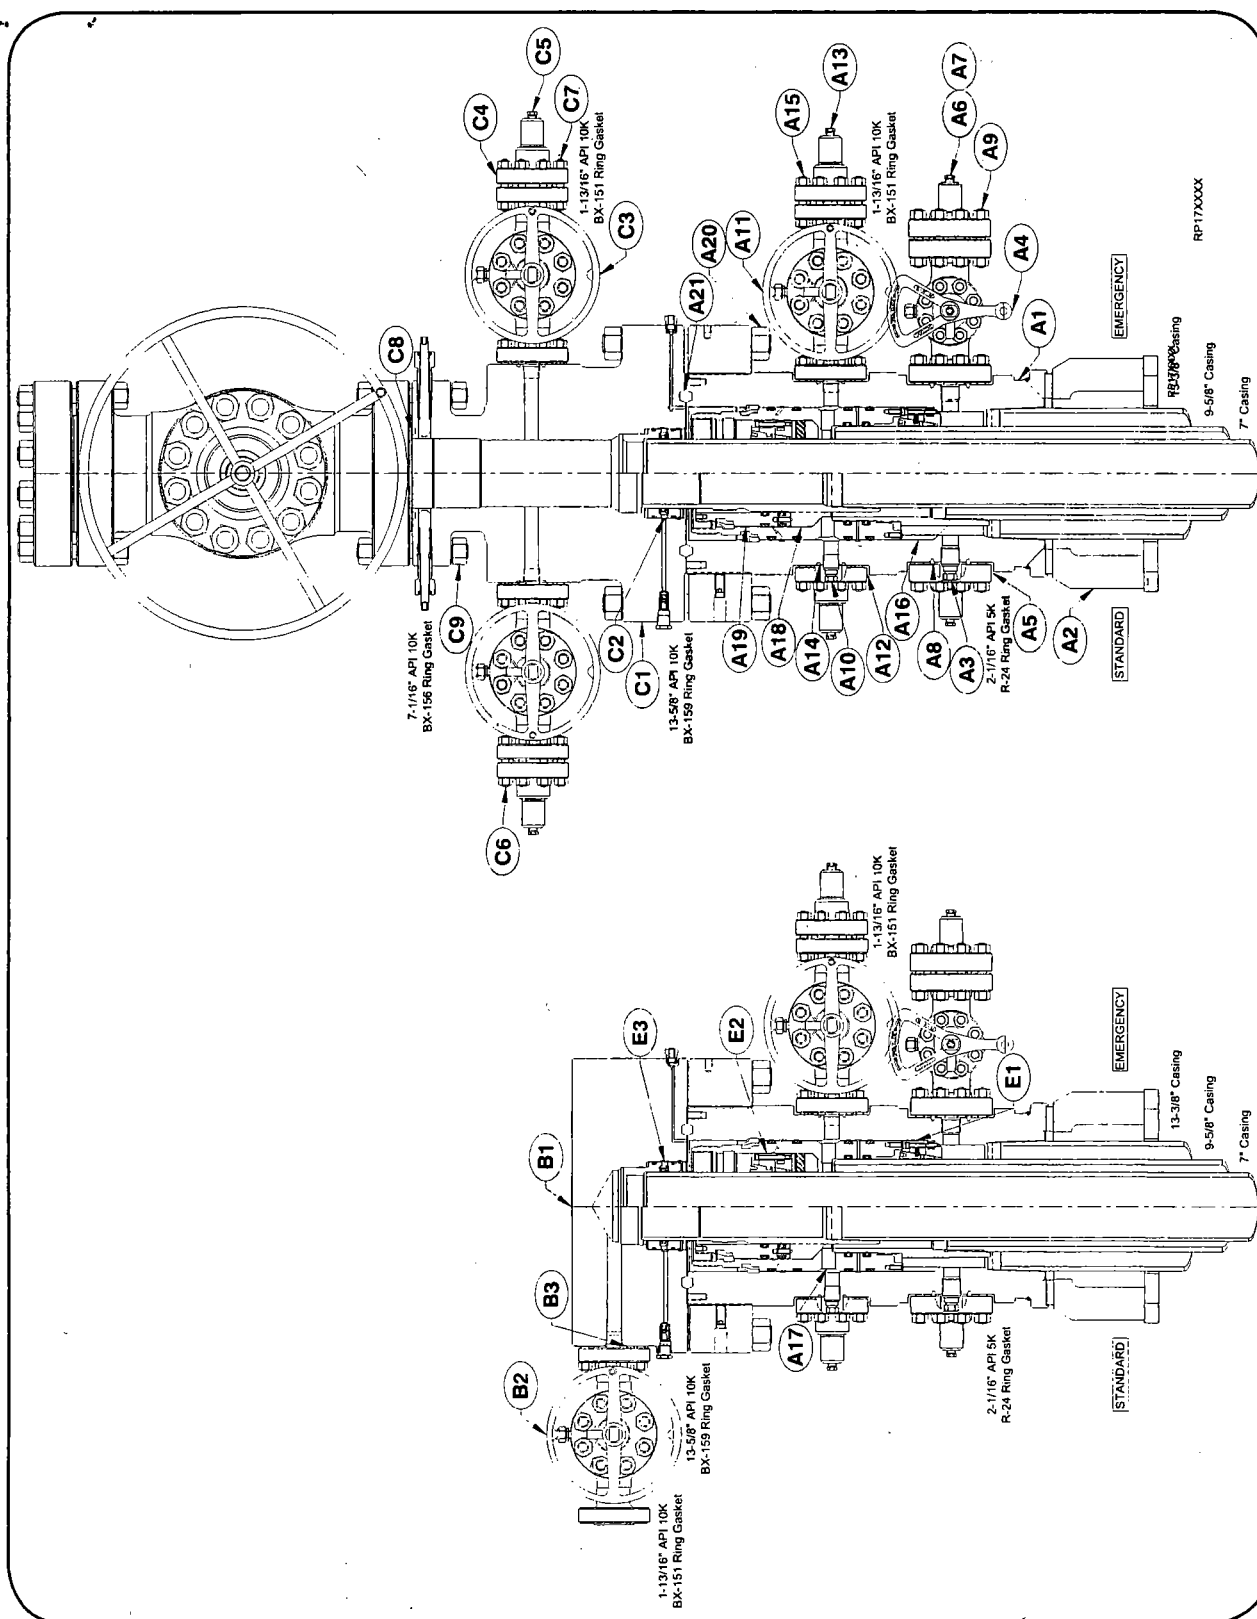 C5
C4
C7
1-13/16" API 10K
BX-151 Ring Gasket
C3
C8
C9
7-1/16" API 10K
BX-156 Ring Gasket
C6
C2
C1
13-5/8" API 10K
BX-159 Ring Gasket
A13
A15
1-13/16" API 10K
BX-151 Ring Gasket
A11
A20
A21
A7
A6
A9
A4
A1
EMERGENCY
RP17XXXX
13-3/8" Casing
9-5/8" Casing
7" Casing
A19
A18
A14
A10
A12
A16
A8
A3
2-1/16" API 5K
R-24 Ring Gasket
A5
A2
STANDARD
B1
B3
B2
1-13/16" API 10K
BX-151 Ring Gasket
13-5/8" API 10K
BX-159 Ring Gasket
E3
E2
1-13/16" API 10K
BX-151 Ring Gasket
E1
EMERGENCY
A17
2-1/16" API 5K
R-24 Ring Gasket
STANDARD
13-3/8" Casing
9-5/8" Casing
7" Casing